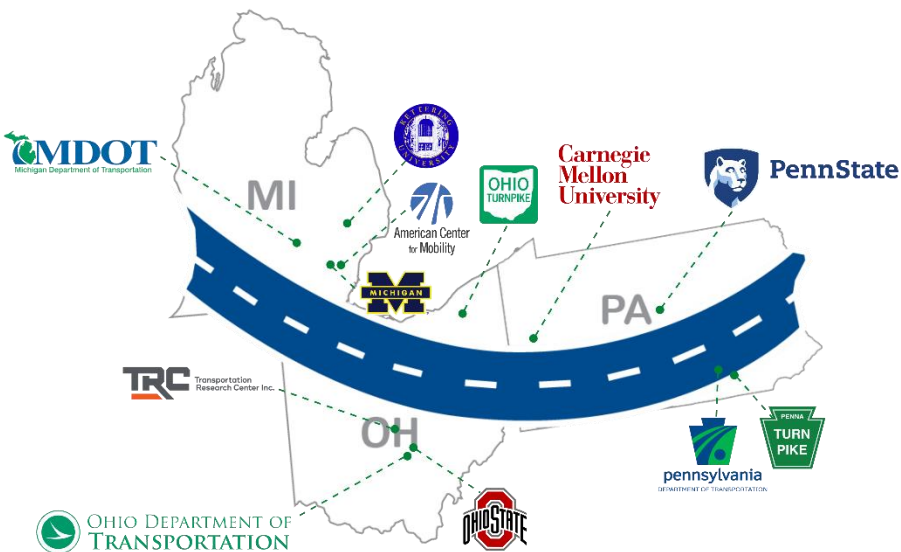 KETTERING
UNIVERSITY
MDOT
Michigan Department of Transportation
MI
American Center
for Mobility
OHIO
TURNPIKE
Carnegie
Mellon
University
PennState
MICHIGAN
PA
TRC
Transportation
Research Center Inc.
OH
PENNA
TURN
PIKE
pennsylvania
DEPARTMENT OF TRANSPORTATION
OHIO DEPARTMENT OF
TRANSPORTATION
OHIO STATE